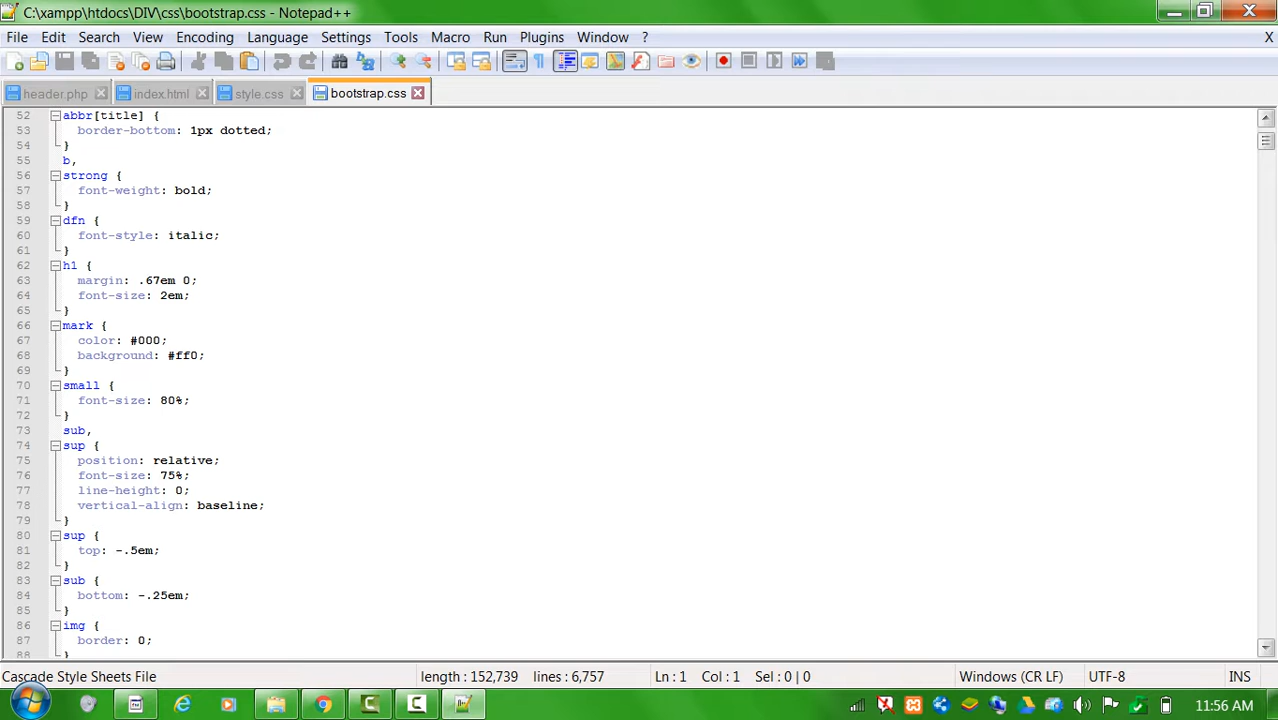 C:\xampp\htdocs\DIV\css\bootstrap.css - Notepad++
File Edit Search View Encoding Language Settings Tools Macro Run Plugins Window ? X
header.php index.html style.css bootstrap.css
52 abbr[title] {
53 border-bottom: 1px dotted;
54 }
55 b,
56 strong {
57 font-weight: bold;
58 }
59 dfn {
60 font-style: italic;
61 }
62 h1 {
63 margin: .67em 0;
64 font-size: 2em;
65 }
66 mark {
67 color: #000;
68 background: #ff0;
69 }
70 small {
71 font-size: 80%;
72 }
73 sub,
74 sup {
75 position: relative;
76 font-size: 75%;
77 line-height: 0;
78 vertical-align: baseline;
79 }
80 sup {
81 top: -.5em;
82 }
83 sub {
84 bottom: -.25em;
85 }
86 img {
87 border: 0;
88 }
Cascade Style Sheets File length : 152,739 lines : 6,757 Ln : 1 Col : 1 Sel : 0 | 0 Windows (CR LF) UTF-8 INS
11:56 AM